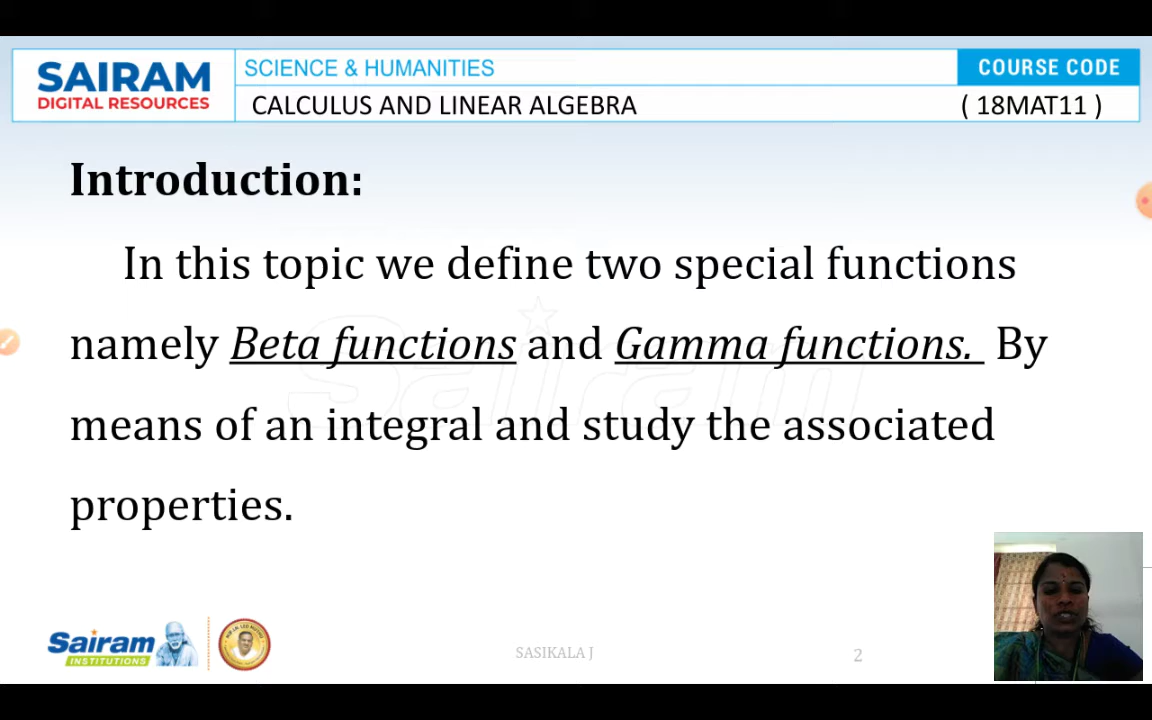 SAIRAM
DIGITAL RESOURCES
SCIENCE & HUMANITIES
COURSE CODE
CALCULUS AND LINEAR ALGEBRA
( 18MAT11 )
Introduction:
In this topic we define two special functions
namely Beta functions and Gamma functions. By
means of an integral and study the associated
properties.
Sairam
Sairam
INSTITUTIONS
SASIKALA J
2